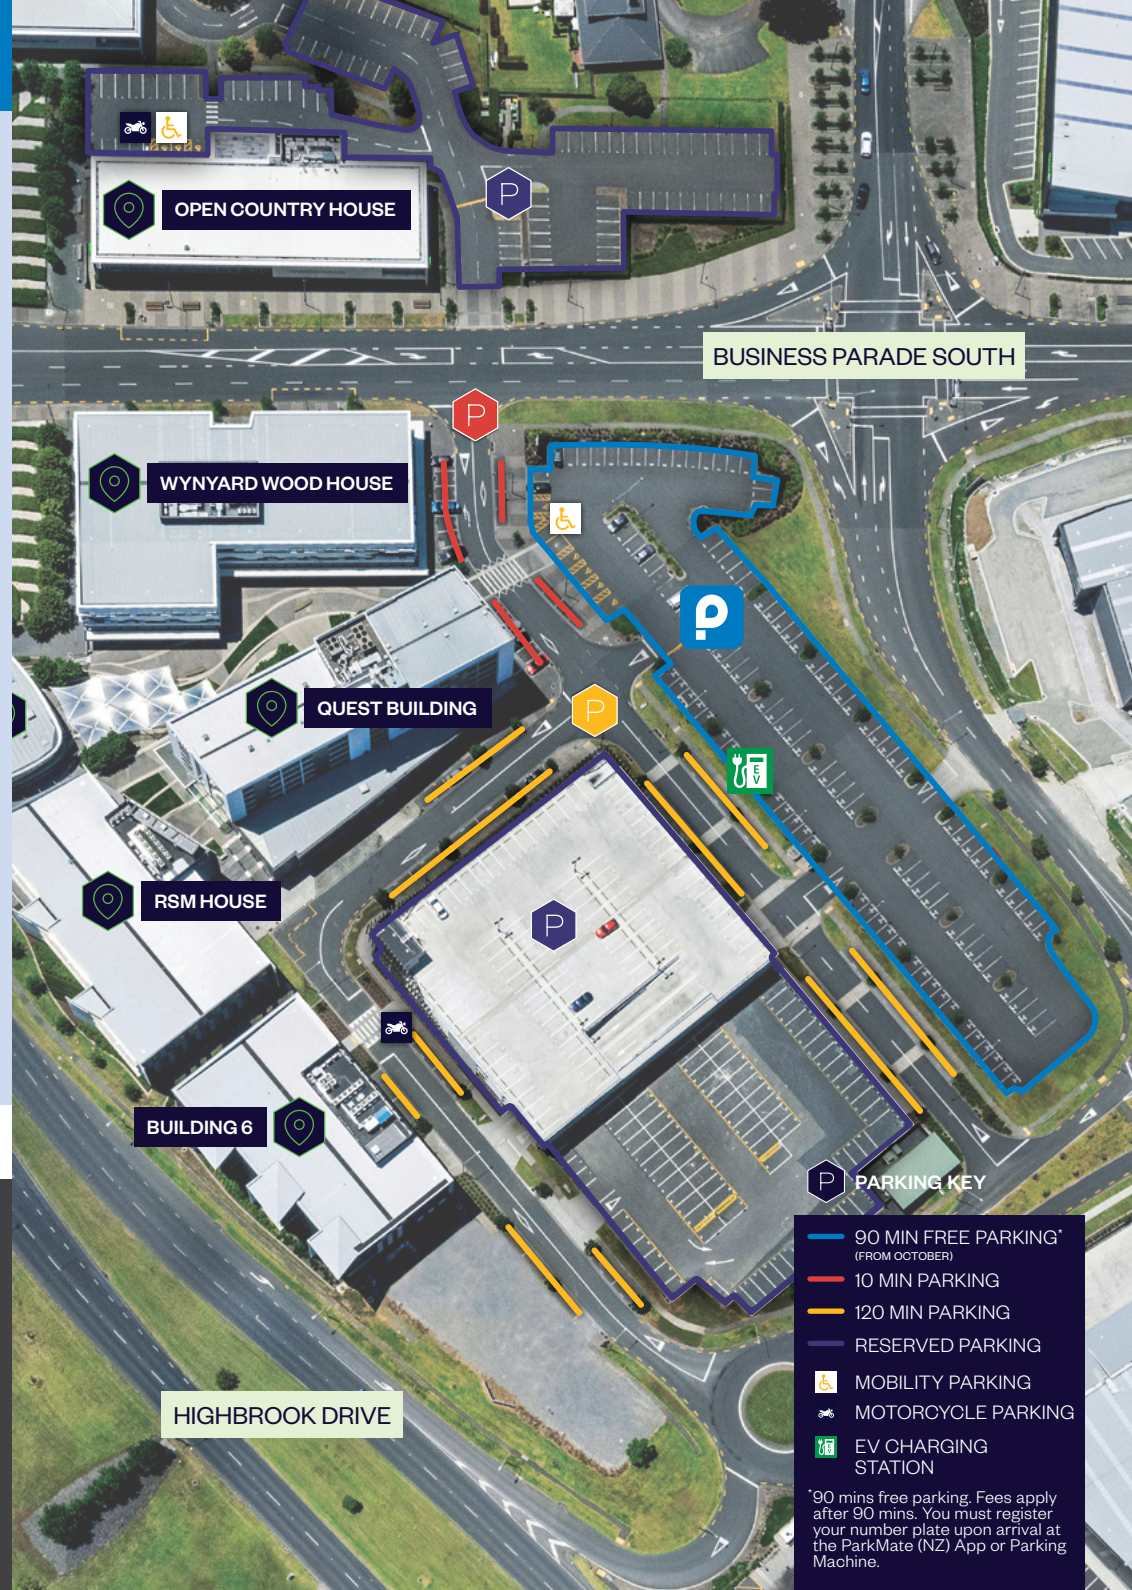 OPEN COUNTRY HOUSE
P
BUSINESS PARADE SOUTH
P
WYNYARD WOOD HOUSE
P
QUEST BUILDING
P
EV
RSM HOUSE
P
BUILDING 6
P PARKING KEY
90 MIN FREE PARKING*
(FROM OCTOBER)
10 MIN PARKING
120 MIN PARKING
RESERVED PARKING
MOBILITY PARKING
MOTORCYCLE PARKING
EV CHARGING
STATION
*90 mins free parking. Fees apply
after 90 mins. You must register
your number plate upon arrival at
the ParkMate (NZ) App or Parking
Machine.
HIGHBROOK DRIVE